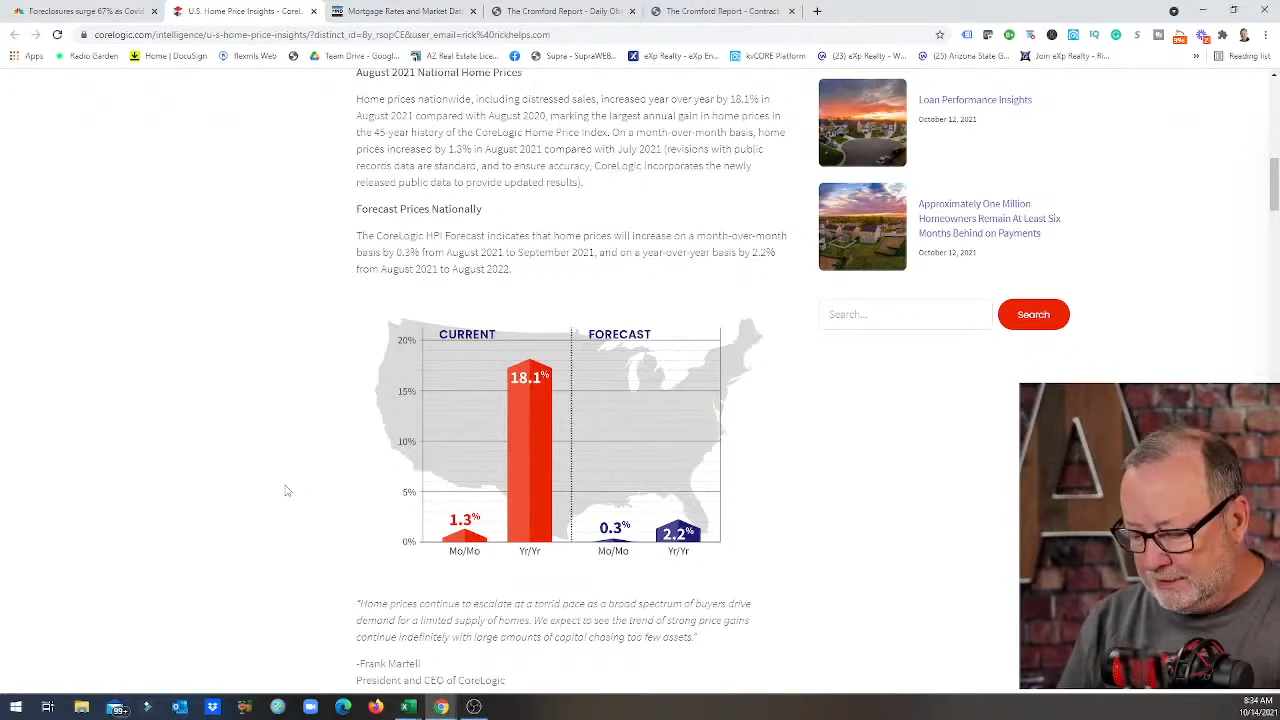 Foreclosures surge 67% as Covid
U.S. Home Price Insights - CoreL
Mortgage Rates and Market Dat
The Cromford Report - Daily Ob
The Cromford Report - Contract
corelogic.com/intelligence/u-s-home-price-insights/?distinct_id=By_rsopCE&user_email=rick%40rickhelps.com
Apps
Radio Garden
Home | DocuSign
flexmls Web
Google Drive
AZ Real Estate Lice...
Supra - SupraWEB...
eXp Realty - eXp En...
kvCORE Platform
(23) eXp Realty - W...
(25) Arizona State G...
Join eXp Realty - Ri...
»
Reading list
August 2021 National Home Prices
Home prices nationwide, including distressed sales, increased year over year by 18.1% in
August 2021 compared with August 2020, making the largest annual gain in home prices in
the 45-year history of the CoreLogic Home Price Index. On a month-over-month basis, home
prices increased by 1.3% in August 2021 compared with July 2021 (revisions with public
records data are standard, and to ensure accuracy, CoreLogic incorporates the newly
released public data to provide updated results).
Forecast Prices Nationally
The CoreLogic HPI Forecast indicates that home prices will increase on a month-over-month
basis by 0.3% from August 2021 to September 2021, and on a year-over-year basis by 2.2%
from August 2021 to August 2022.
Loan Performance Insights
October 12, 2021
Approximately One Million
Homeowners Remain At Least Six
Months Behind on Payments
October 12, 2021
Search...
Search
CURRENT
FORECAST
20%
15%
10%
5%
0%
1.3%
18.1%
0.3%
2.2%
Mo/Mo
Yr/Yr
Mo/Mo
Yr/Yr
"Home prices continue to escalate at a torrid pace as a broad spectrum of buyers drive
demand for a limited supply of homes. We expect to see the trend of strong price gains
continue indefinitely with large amounts of capital chasing too few assets."
-Frank Martell
President and CEO of CoreLogic
8:34 AM